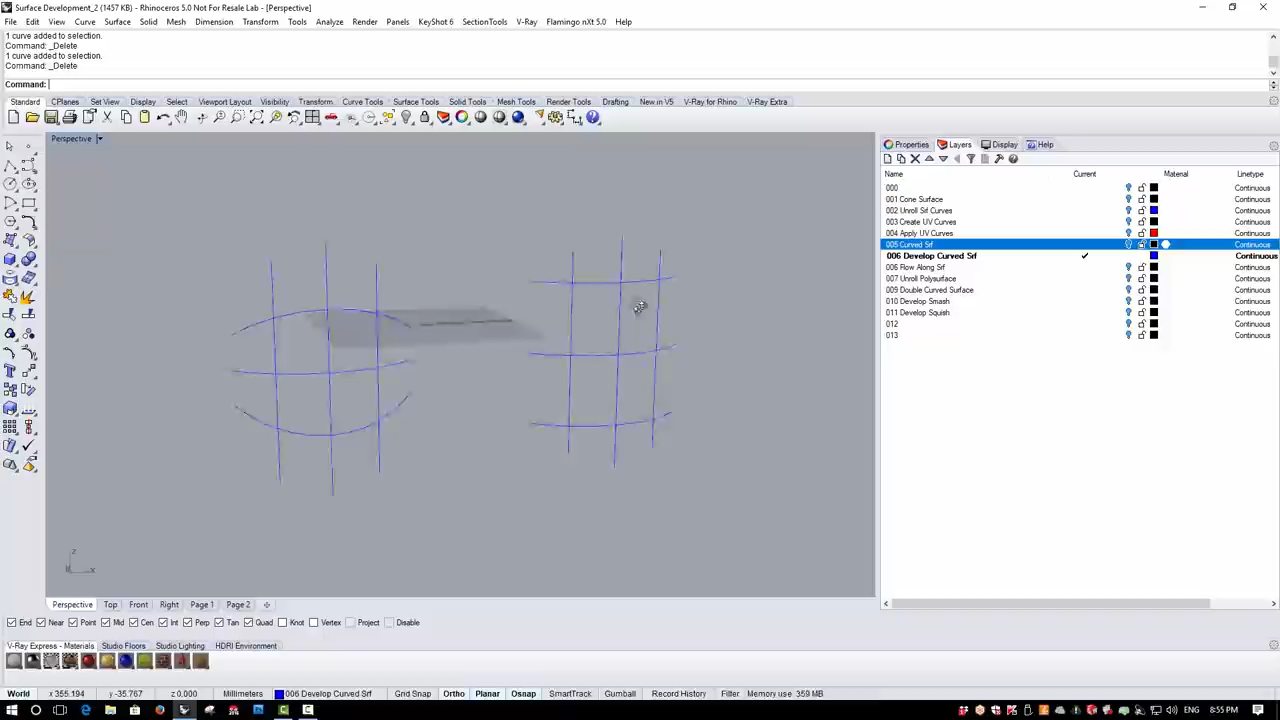 Surface Development_2 (1457 KB) - Rhinoceros 5.0 Not For Resale Lab - [Perspective]
File Edit View Curve Surface Solid Mesh Dimension Transform Tools Analyze Render Panels KeyShot 6 SectionTools V-Ray Flamingo nXt 5.0 Help
1 curve added to selection.
Command: _Delete
1 curve added to selection.
Command: _Delete
Command:
Standard CPlanes Set View Display Select Viewport Layout Visibility Transform Curve Tools Surface Tools Solid Tools Mesh Tools Render Tools Drafting New in V5 V-Ray for Rhino V-Ray Extra
Perspective
Properties Layers Display Help
Name Current Material Linetype
000 Continuous
001 Cone Surface Continuous
002 Unroll Srf Curves Continuous
003 Create UV Curves Continuous
004 Apply UV Curves Continuous
005 Curved Srf Continuous
006 Develop Curved Srf Continuous
006 Flow Along Srf Continuous
007 Unroll Polysurface Continuous
009 Double Curved Surface Continuous
010 Develop Smash Continuous
011 Develop Squish Continuous
012 Continuous
013 Continuous
z
x
Perspective Top Front Right Page 1 Page 2
End Near Point Mid Cen Int Perp Tan Quad Knot Vertex Project Disable
V-Ray Express - Materials Studio Floors Studio Lighting HDRI Environment
World x 355.194 y -35.767 z 0.000 Millimeters 006 Develop Curved Srf Grid Snap Ortho Planar Osnap SmartTrack Gumball Record History Filter Memory use: 359 MB
8:55 PM